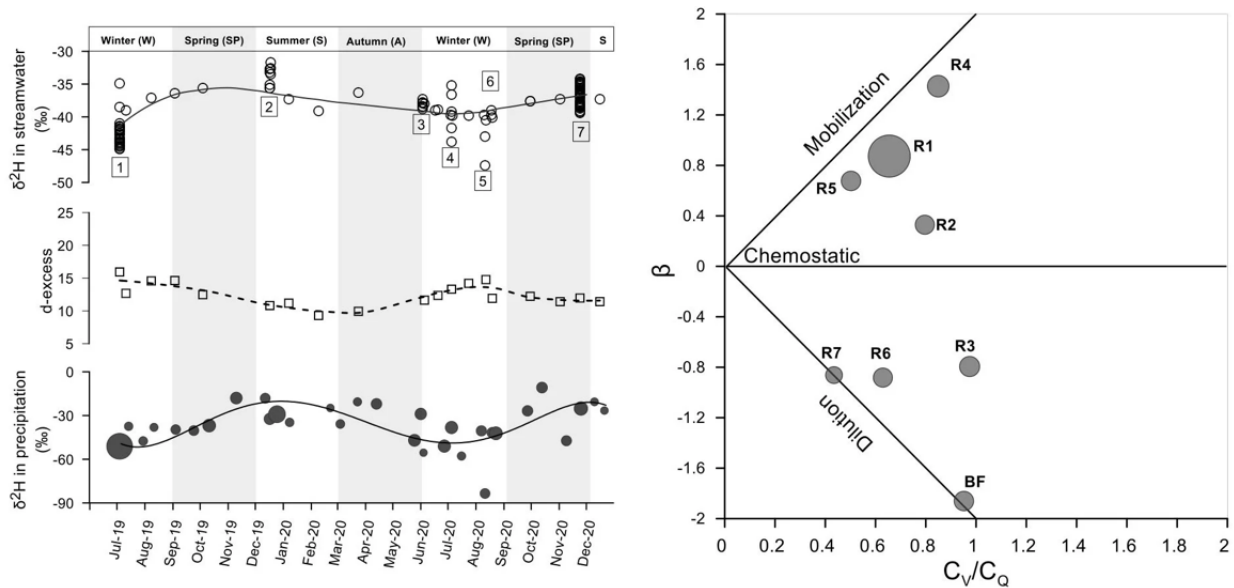 Winter (W) Spring (SP) Summer (S) Autumn (A) Winter (W) Spring (SP) S
δ²H in streamwater
(‰)
-30
-35
-40
-45
-50
1
2
3
4
5
6
7
d-excess
25
20
15
10
5
δ²H in precipitation
(‰)
0
-30
-60
-90
Jul-19
Aug-19
Sep-19
Oct-19
Nov-19
Dec-19
Jan-20
Feb-20
Mar-20
Apr-20
May-20
Jun-20
Jul-20
Aug-20
Sep-20
Oct-20
Nov-20
Dec-20
β
2
1.6
1.2
0.8
0.4
0
-0.4
-0.8
-1.2
-1.6
-2
Mobilization
R4
R1
R5
R2
Chemostatic
R7 R6 R3
Dilution
BF
0 0.4 0.6 0.8 1 1.2 1.4 1.6 1.8 2
C_V/C_Q